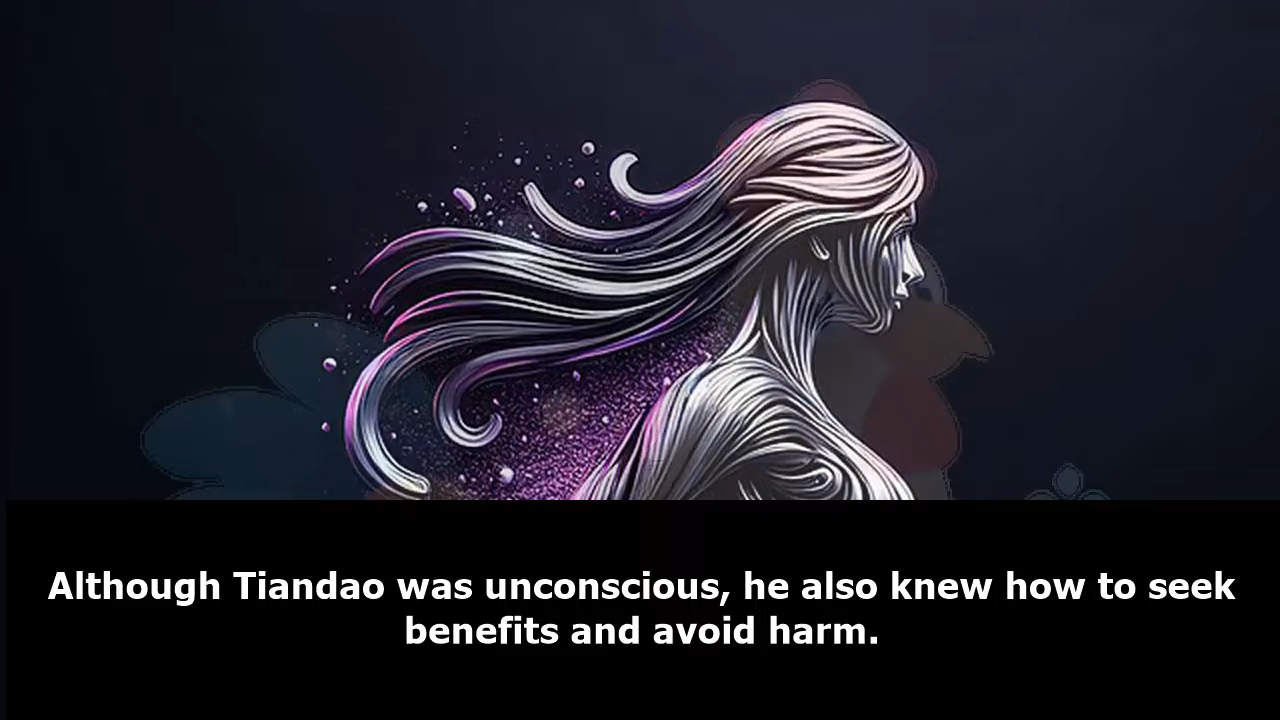 Although Tiandao was unconscious, he also knew how to seek
benefits and avoid harm.